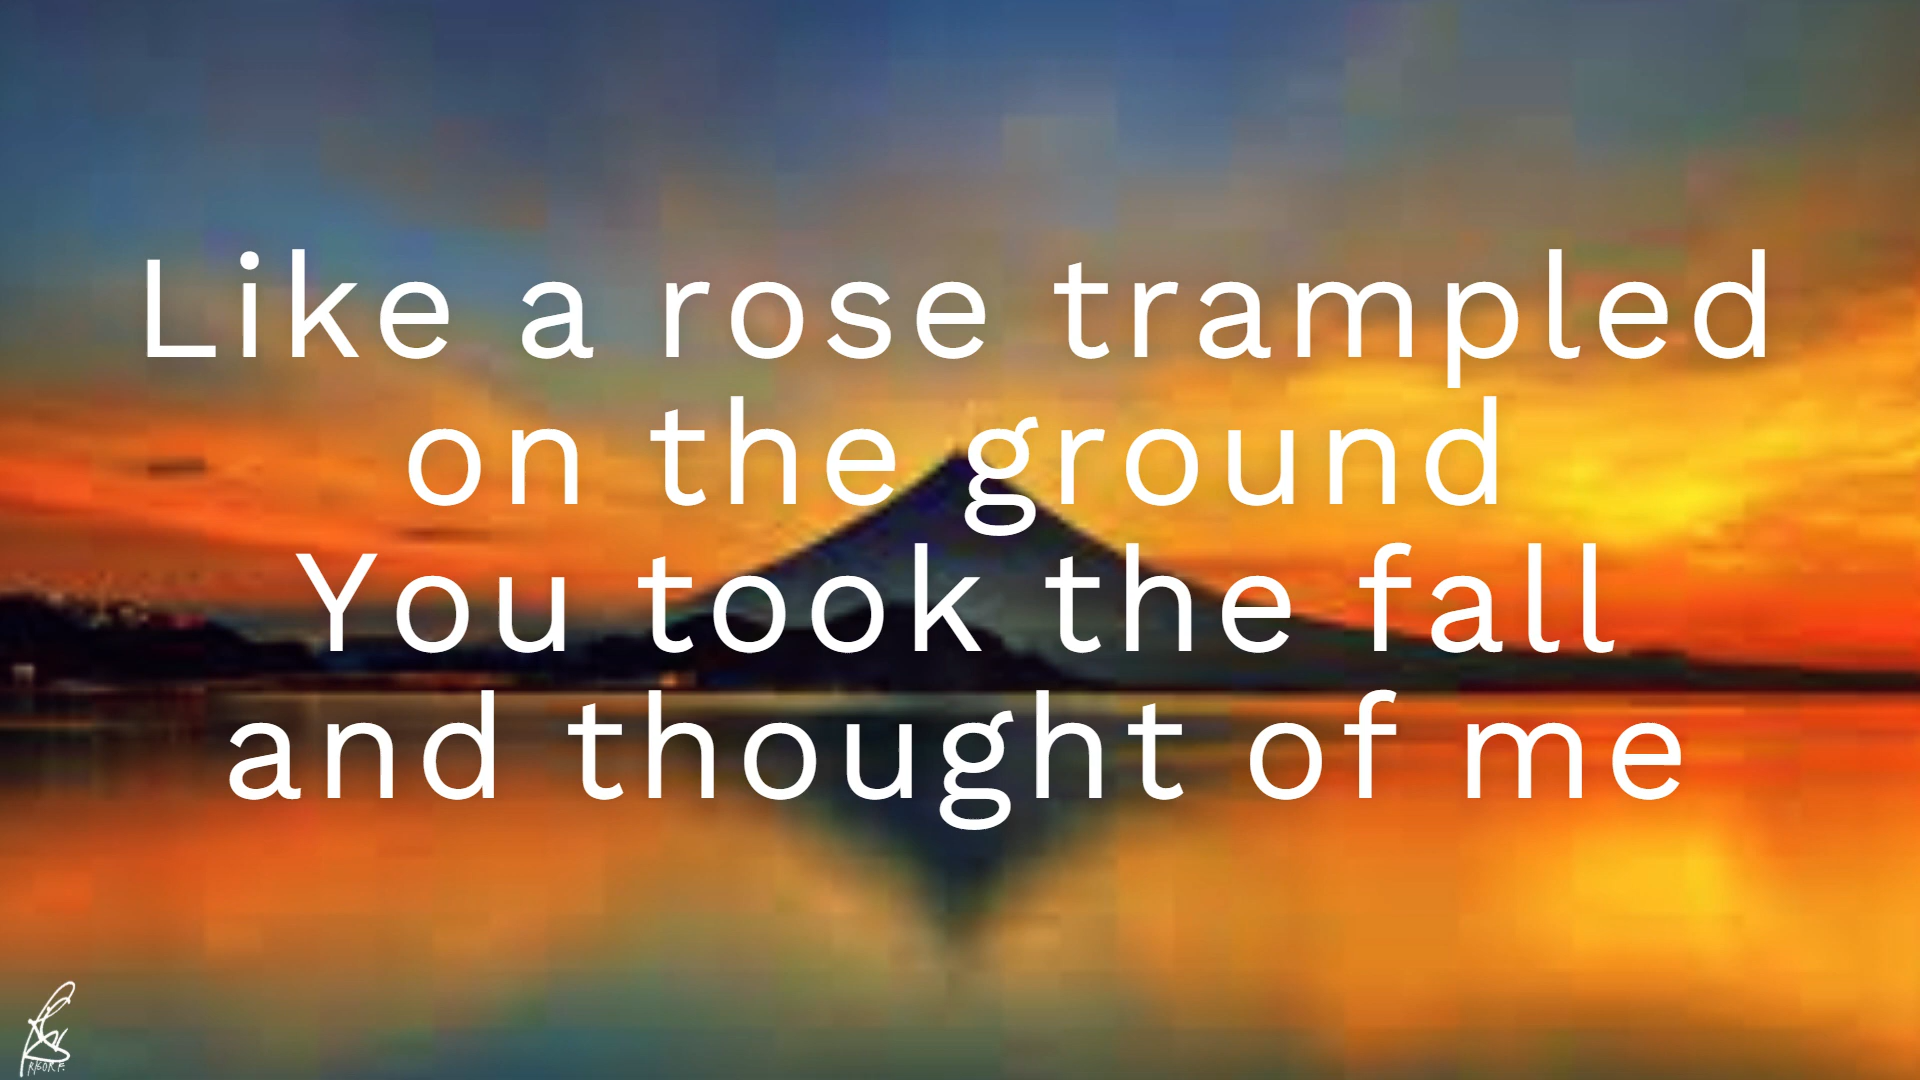 Like a rose trampled
on the ground
You took the fall
and thought of me